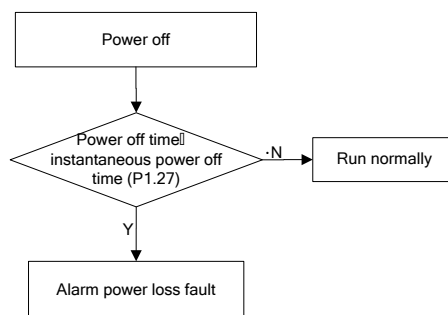 Power off
Power off time
instantaneous power off
time (P1.27)
·N
Run normally
Y
Alarm power loss fault